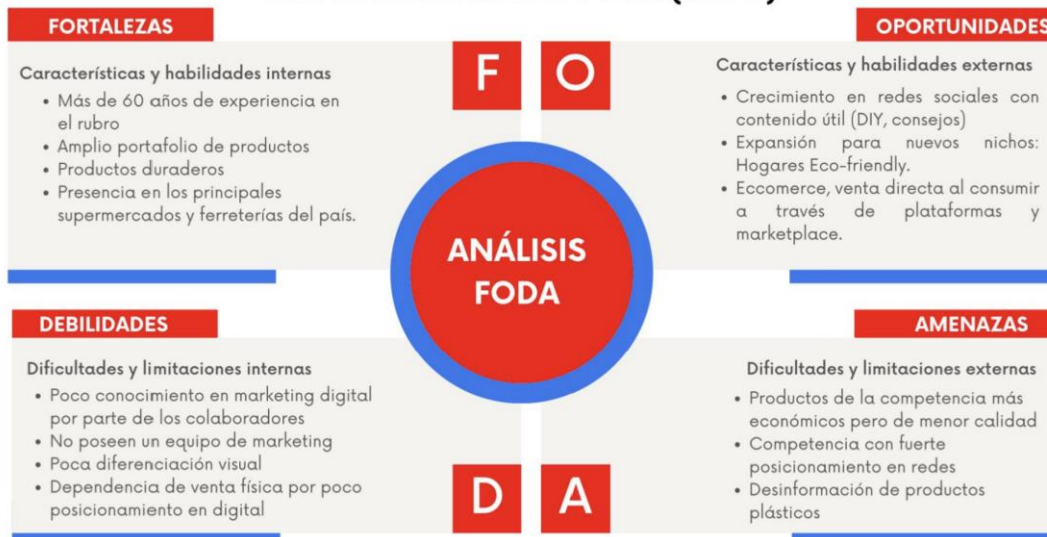 FORTALEZAS
Características y habilidades internas
• Más de 60 años de experiencia en
el rubro
• Amplio portafolio de productos
• Productos duraderos
• Presencia en los principales
supermercados y ferreterías del país.
F
O
OPORTUNIDADES
Características y habilidades externas
• Crecimiento en redes sociales con
contenido útil (DIY, consejos)
• Expansión para nuevos nichos:
Hogares Eco-friendly.
• Eccomerce, venta directa al consumir
a través de plataformas y
marketplace.
ANÁLISIS
FODA
DEBILIDADES
Dificultades y limitaciones internas
• Poco conocimiento en marketing digital
por parte de los colaboradores
• No poseen un equipo de marketing
• Poca diferenciación visual
• Dependencia de venta física por poco
posicionamiento en digital
D
A
AMENAZAS
Dificultades y limitaciones externas
• Productos de la competencia más
económicos pero de menor calidad
• Competencia con fuerte
posicionamiento en redes
• Desinformación de productos
plásticos